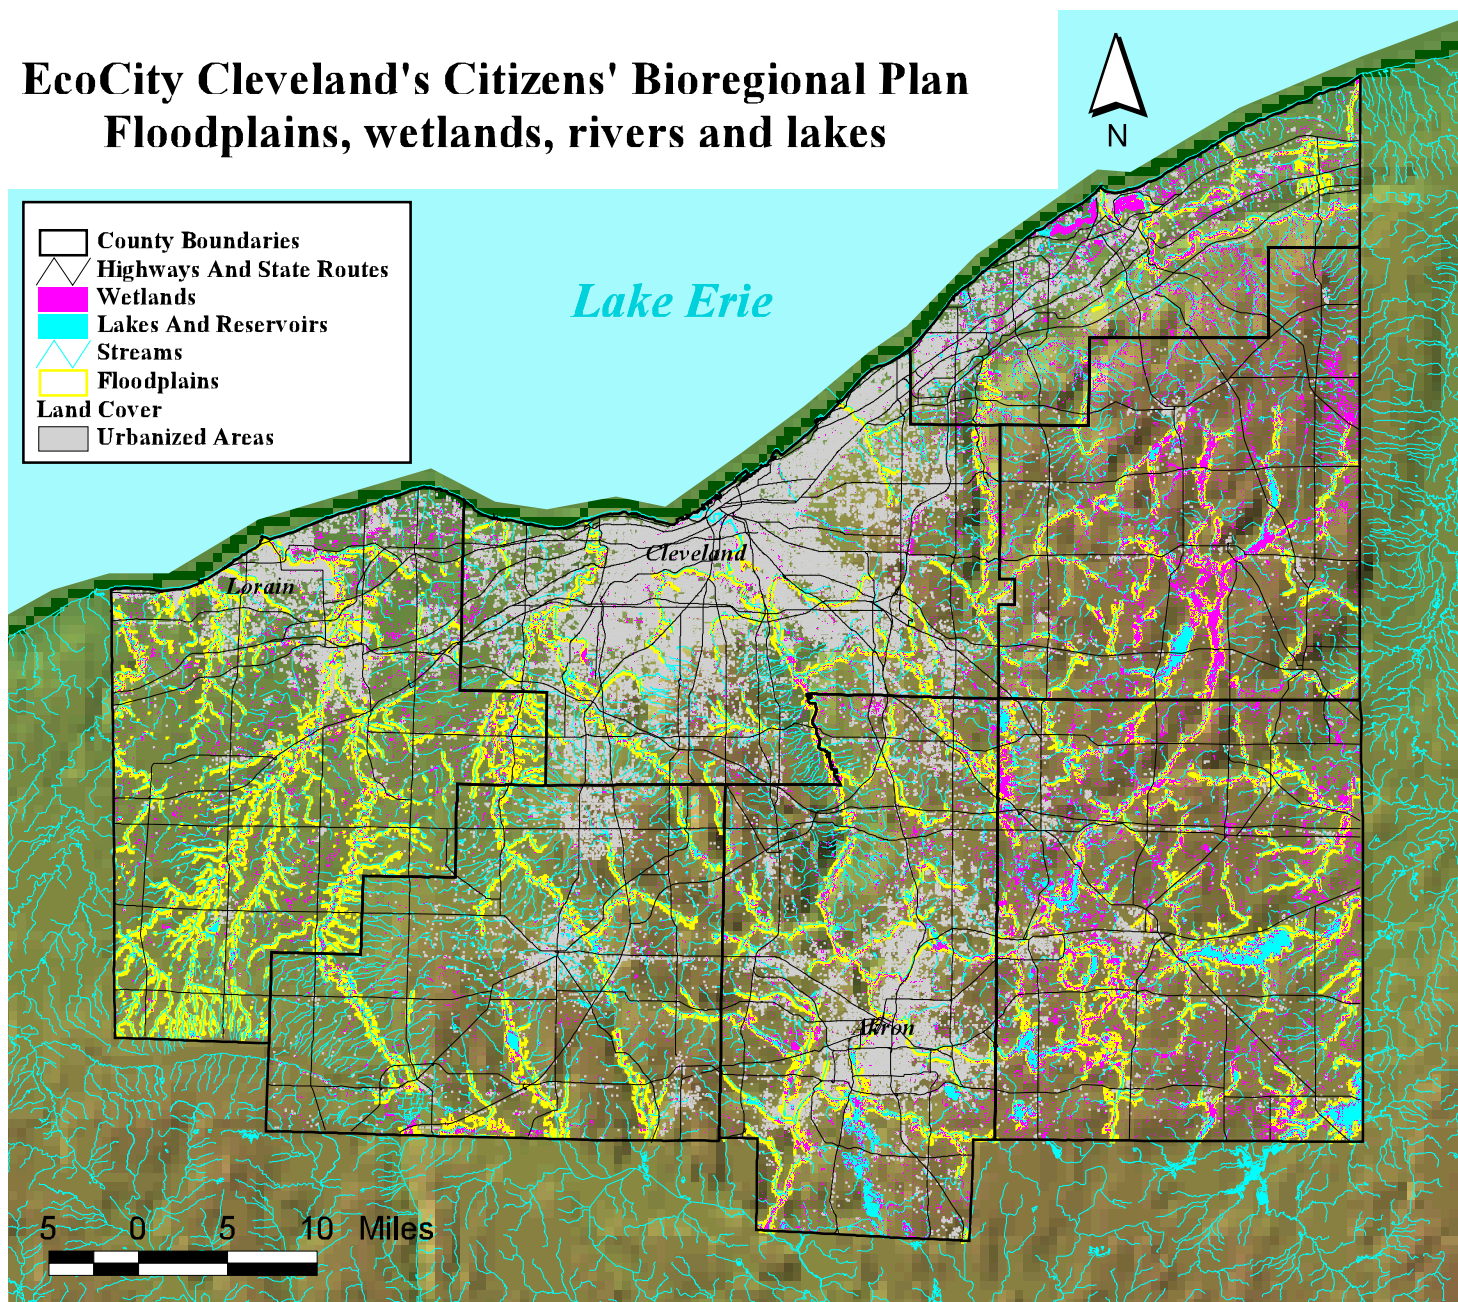 EcoCity Cleveland's Citizens' Bioregional Plan
Floodplains, wetlands, rivers and lakes
N
County Boundaries
Highways And State Routes
Wetlands
Lakes And Reservoirs
Streams
Floodplains
Land Cover
Urbanized Areas
Lake Erie
Cleveland
Lorain
Akron
5 0 5 10 Miles